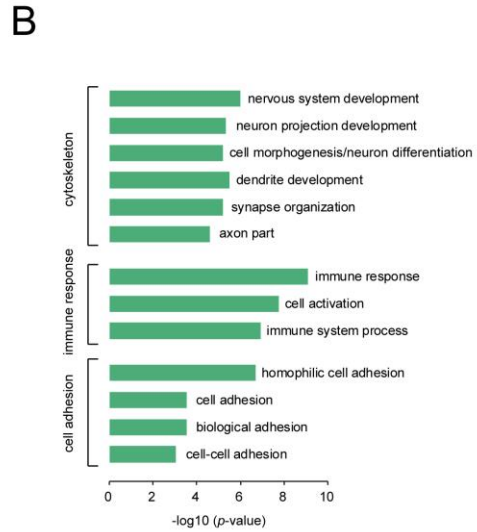 B
cytoskeleton
nervous system development
neuron projection development
cell morphogenesis/neuron differentiation
dendrite development
synapse organization
axon part
immune response
immune response
cell activation
immune system process
cell adhesion
homophilic cell adhesion
cell adhesion
biological adhesion
cell-cell adhesion
0 2 4 6 8 10
-log10 (p-value)